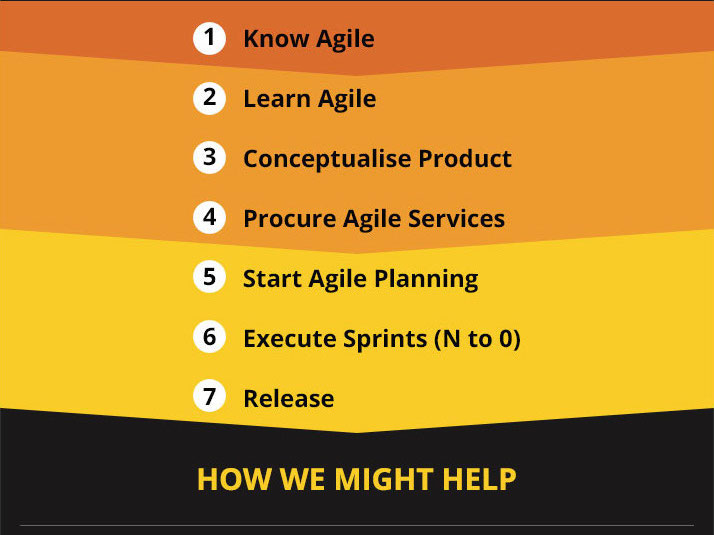 1 Know Agile
2 Learn Agile
3 Conceptualise Product
4 Procure Agile Services
5 Start Agile Planning
6 Execute Sprints (N to 0)
7 Release
HOW WE MIGHT HELP